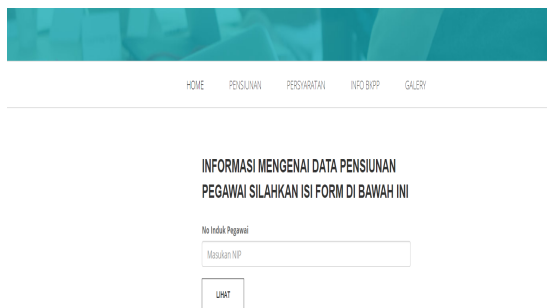 HOME PENSIUNAN PERSYARATAN INFO BKPP GALERY
INFORMASI MENGENAI DATA PENSIUNAN
PEGAWAI SILAHKAN ISI FORM DI BAWAH INI
No Induk Pegawai
Masukan NIP
LIHAT